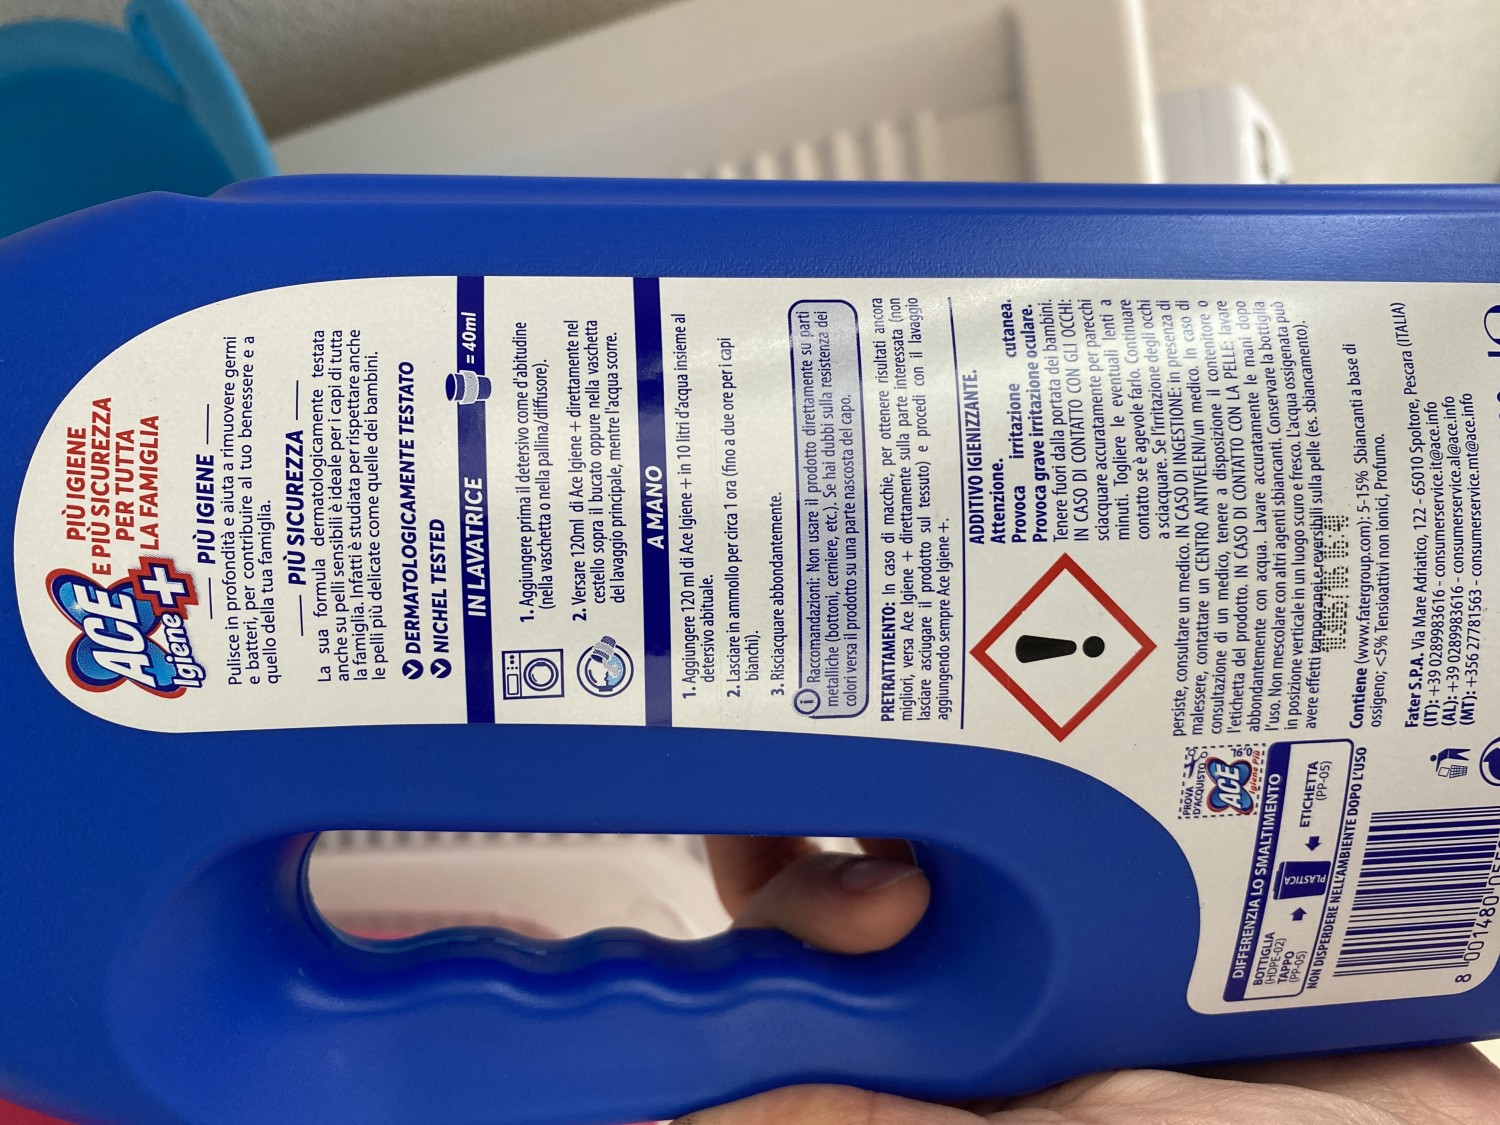 ACE
Igiene +
PIÙ IGIENE
E PIÙ SICUREZZA
PER TUTTA
LA FAMIGLIA
PIÙ IGIENE
Pulisce in profondità e aiuta a rimuovere germi
e batteri, per contribuire al tuo benessere e a
quello della tua famiglia.
PIÙ SICUREZZA
La sua formula dermatologicamente testata
anche su pelli sensibili è ideale per i capi di tutta
la famiglia. Infatti è studiata per rispettare anche
le pelli più delicate come quelle dei bambini.
DERMATOLOGICAMENTE TESTATO
NICHEL TESTED
IN LAVATRICE = 40ml
1. Aggiungere prima il detersivo come d'abitudine
(nella vaschetta o nella pallina/diffusore).
2. Versare 120ml di Ace Igiene + direttamente nel
cestello sopra il bucato oppure nella vaschetta
del lavaggio principale, mentre l'acqua scorre.
A MANO
1. Aggiungere 120 ml di Ace Igiene + in 10 litri d'acqua insieme al
detersivo abituale.
2. Lasciare in ammollo per circa 1 ora (fino a due ore per i capi
bianchi).
3. Risciacquare abbondantemente.
i Raccomandazioni: Non usare il prodotto direttamente su parti
metalliche (bottoni, cerniere, etc.). Se hai dubbi sulla resistenza dei
colori versa il prodotto su una parte nascosta del capo.
PRETRATTAMENTO: In caso di macchie, per ottenere risultati ancora
migliori, versa Ace Igiene + direttamente sulla parte interessata (non
lasciare asciugare il prodotto sul tessuto) e procedi con il lavaggio
aggiungendo sempre Ace Igiene +.
ADDITIVO IGIENIZZANTE.
Attenzione.
Provoca irritazione cutanea.
Provoca grave irritazione oculare.
Tenere fuori dalla portata dei bambini.
IN CASO DI CONTATTO CON GLI OCCHI:
sciacquare accuratamente per parecchi
minuti. Togliere le eventuali lenti a
contatto se è agevole farlo. Continuare
a sciacquare. Se l'irritazione degli occhi
persiste, consultare un medico. IN CASO DI INGESTIONE: in presenza di
malessere, contattare un CENTRO ANTIVELENI/un medico. In caso di
consultazione di un medico, tenere a disposizione il contenitore o
l'etichetta del prodotto. IN CASO DI CONTATTO CON LA PELLE: lavare
abbondantemente con acqua. Lavare accuratamente le mani dopo
l'uso. Non mescolare con altri agenti sbiancanti. Conservare la bottiglia
in posizione verticale in un luogo scuro e fresco. L'acqua ossigenata può
avere effetti temporanei e reversibili sulla pelle (es. sbiancamento).
Contiene (www.fatergroup.com): 5-15% Sbiancanti a base di
ossigeno; <5% Tensioattivi non ionici, Profumo.
Fater S.P.A. VIa Mare Adriatico, 122 - 65010 Spoltore, Pescara (ITALIA)
(IT): +39 0289983616 - consumerservice.it@ace.info
(AL): +39 0289983616 - consumerservice.al@ace.info
(MT): +356 277781563 - consumerservice.mt@ace.info
PROVA
D'ACQUISTO
ACE
Igiene Più
0,9L
DIFFERENZIA LO SMALTIMENTO
BOTTIGLIA
(HDPE-02)
TAPPO
(PP-05)
PLASTICA
ETICHETTA
(PP-05)
NON DISPERDERE NELL'AMBIENTE DOPO L'USO
8 001480